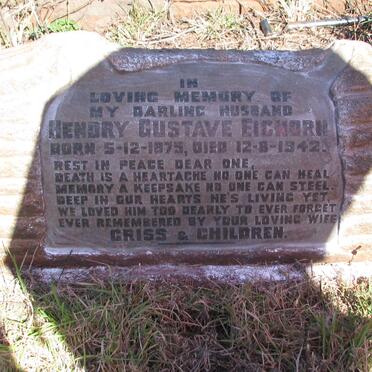 IN
LOVING MEMORY OF
MY DARLING HUSBAND
HENDRY GUSTAVE EICHORN
BORN 5-12-1875, DIED 12-8-1942.
REST IN PEACE DEAR ONE,
DEATH IS A HEARTACHE NO ONE CAN HEAL
MEMORY A KEEPSAKE NO ONE CAN STEEL.
DEEP IN OUR HEARTS HE'S LIVING YET
WE LOVED HIM TOO DEARLY TO EVER FORGET
EVER REMEMBERED BY YOUR LOVING WIFE
CRISS & CHILDREN.